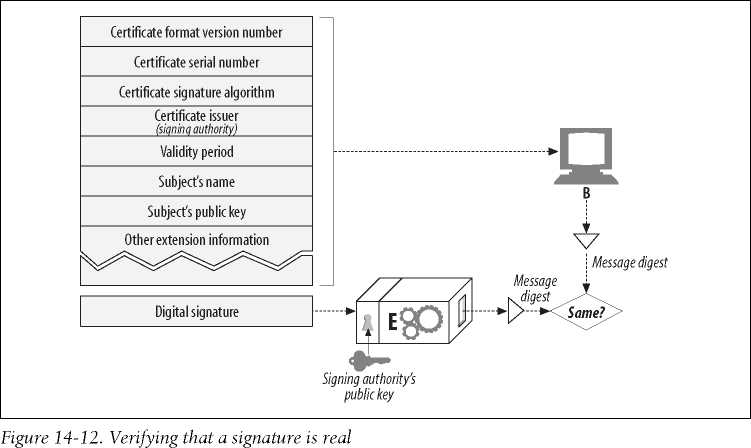 Certificate format version number
Certificate serial number
Certificate signature algorithm
Certificate issuer
(signing authority)
Validity period
Subject's name
Subject's public key
Other extension information
Digital signature
B
Message digest
Message
digest
Same?
E
Signing authority's
public key
Figure 14-12. Verifying that a signature is real